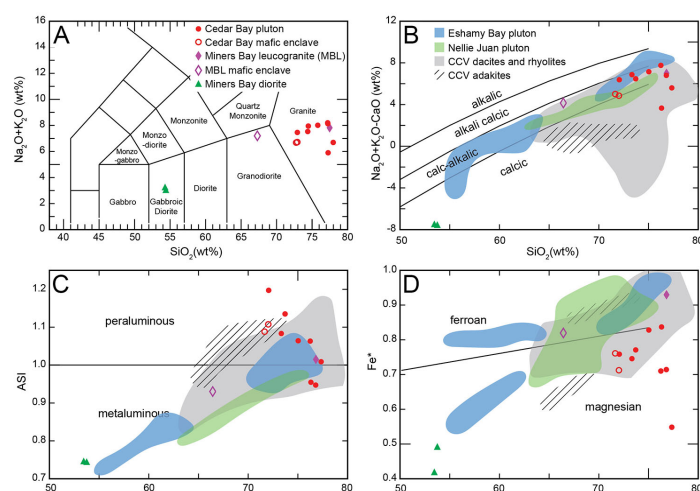 A
Cedar Bay pluton
Cedar Bay mafic enclave
Miners Bay leucogranite (MBL)
MBL mafic enclave
Miners Bay diorite
16
14
12
10
8
6
4
2
0
Na2O+K2O (wt%)
Monzonite
Quartz
Monzonite
Granite
Monzo
-diorite
Monzo
-gabbro
Gabbro
Gabbroic
Diorite
Diorite
Granodiorite
40
45
50
55
60
65
70
75
80
SiO2(wt%)
B
Eshamy Bay pluton
Nellie Juan pluton
CCV dacites and rhyolites
CCV adakites
12
8
4
0
-4
-8
Na2O+K2O-CaO (wt%)
alkalic
alkali calcic
calc-alkalic
calcic
50
60
70
80
SiO2(wt%)
C
1.2
1.1
1.0
0.9
0.8
0.7
ASI
peraluminous
metaluminous
50
60
70
80
D
1.0
0.9
0.8
0.7
0.6
0.5
0.4
Fe*
ferroan
magnesian
50
60
70
80